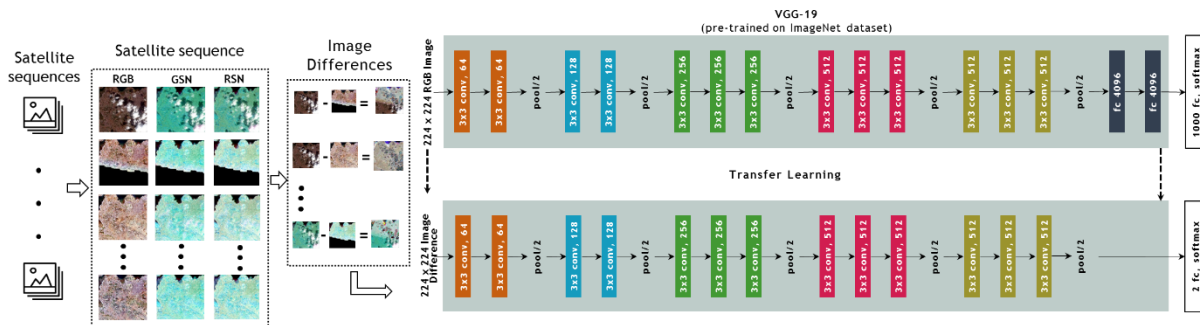 VGG-19
(pre-trained on ImageNet dataset)
Satellite
sequences
Satellite sequence
RGB GSN RSN
Image
Differences
- =
- =
- =
224 x 224 RGB Image
3x3 conv, 64
3x3 conv, 64
pool/2
3x3 conv, 128
3x3 conv, 128
pool/2
3x3 conv, 256
3x3 conv, 256
3x3 conv, 256
pool/2
3x3 conv, 512
3x3 conv, 512
3x3 conv, 512
pool/2
3x3 conv, 512
3x3 conv, 512
3x3 conv, 512
pool/2
fc 4096
fc 4096
1000 fc, softmax
Transfer Learning
224 x 224 Image
Difference
3x3 conv, 64
3x3 conv, 64
pool/2
3x3 conv, 128
3x3 conv, 128
pool/2
3x3 conv, 256
3x3 conv, 256
3x3 conv, 256
pool/2
3x3 conv, 512
3x3 conv, 512
3x3 conv, 512
pool/2
3x3 conv, 512
3x3 conv, 512
3x3 conv, 512
pool/2
2 fc, softmax